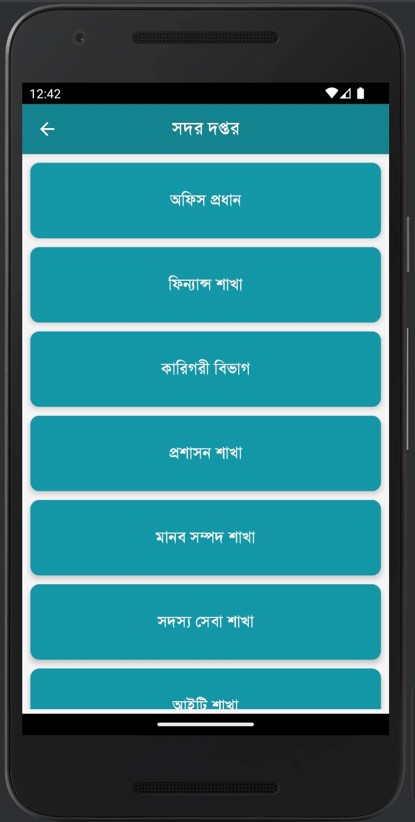 12:42
সদর দপ্তর
অফিস প্রধান
ফিন্যান্স শাখা
কারিগরী বিভাগ
প্রশাসন শাখা
মানব সম্পদ শাখা
সদস্য সেবা শাখা
আইটি শাখা